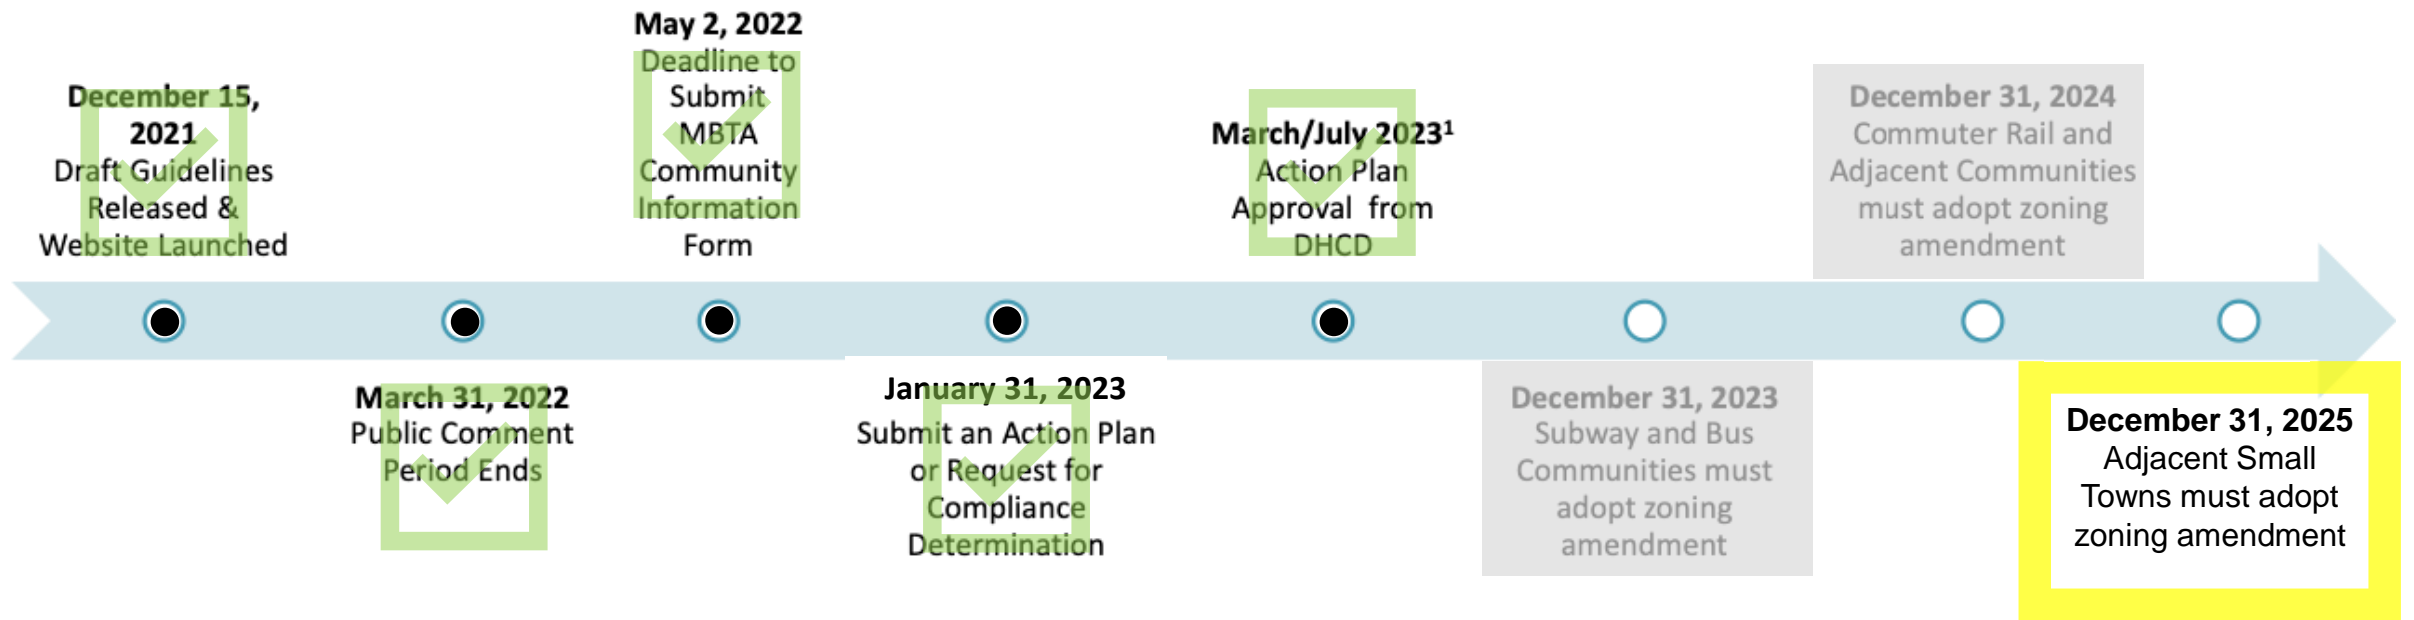 December 15,
2021
Draft Guidelines
Released &
Website Launched
March 31, 2022
Public Comment
Period Ends
May 2, 2022
Deadline to
Submit
MBTA
Community
Information
Form
January 31, 2023
Submit an Action Plan
or Request for
Compliance
Determination
March/July 2023¹
Action Plan
Approval from
DHCD
December 31, 2023
Subway and Bus
Communities must
adopt zoning
amendment
December 31, 2024
Commuter Rail and
Adjacent Communities
must adopt zoning
amendment
December 31, 2025
Adjacent Small
Towns must adopt
zoning amendment